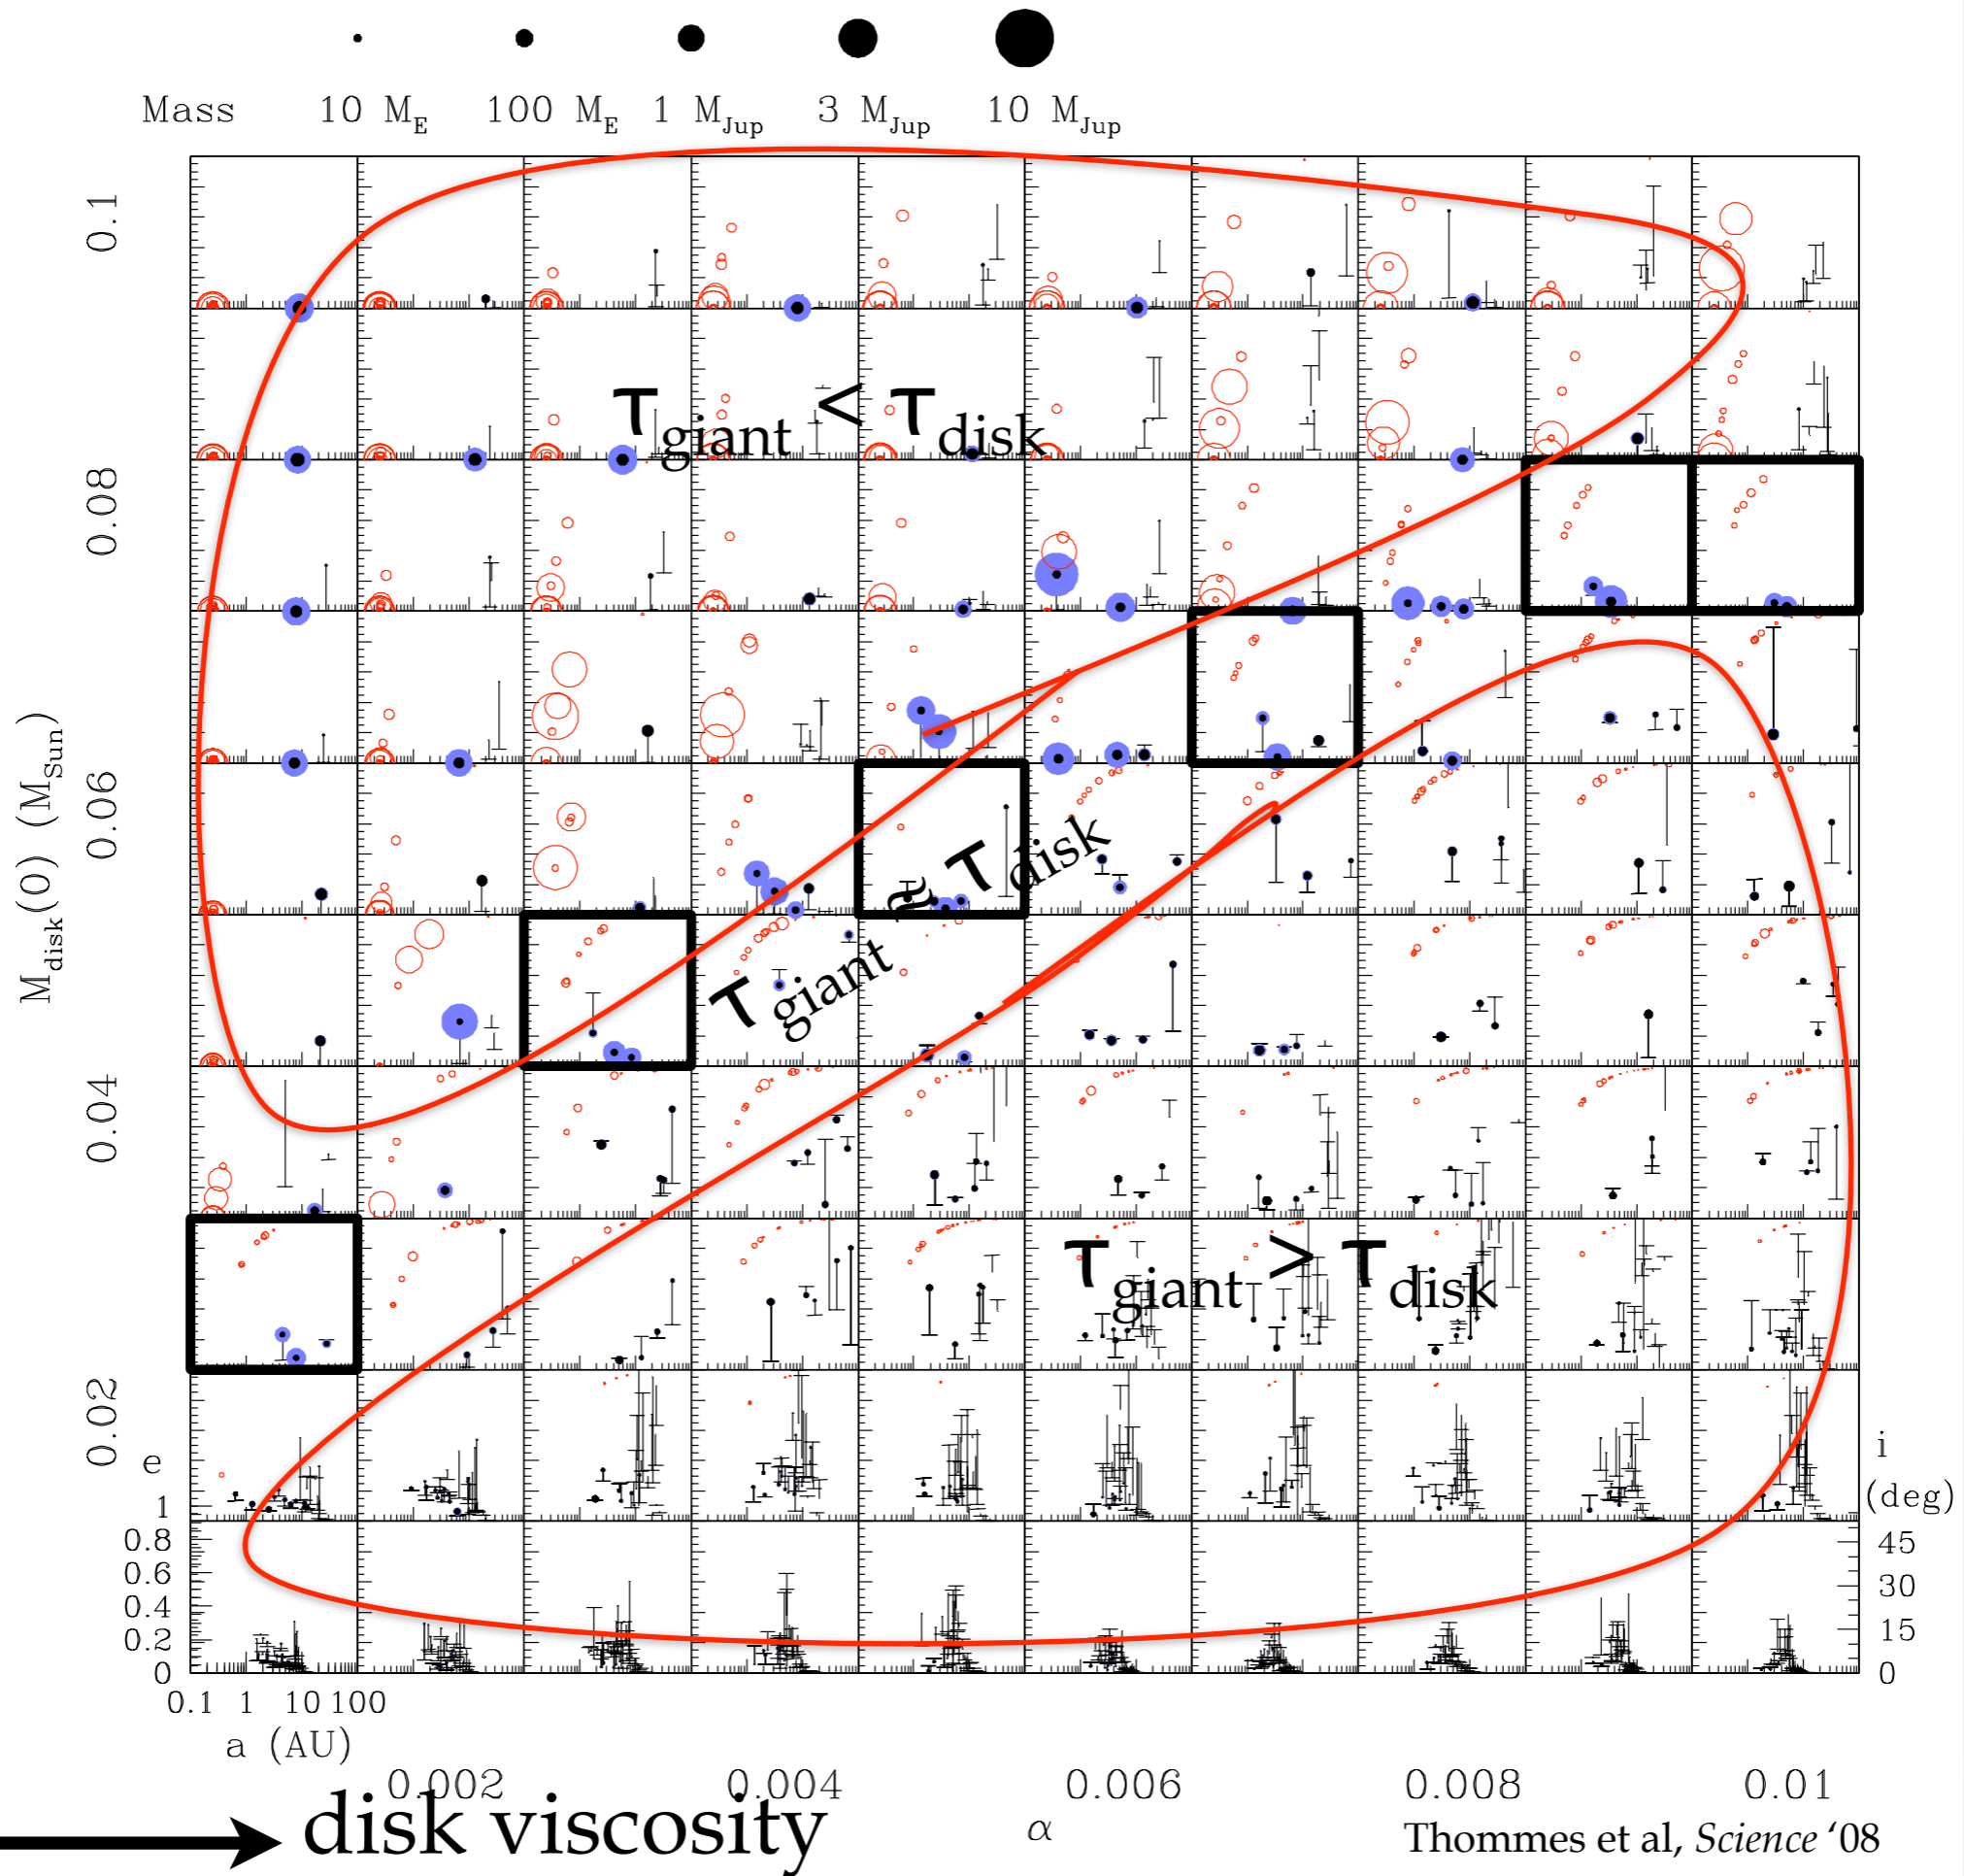 Mass 10 M_E 100 M_E 1 M_Jup 3 M_Jup 10 M_Jup
0.1
τ_giant < τ_disk
0.08
M_disk(0) (M_Sun)
0.06
τ_giant ≈ τ_disk
0.04
τ_giant > τ_disk
0.02
e
i
(deg)
1
0.8
0.6
0.4
0.2
0
45
30
15
0
0.1 1 10 100
a (AU)
0.002 0.004 0.006 0.008 0.01
disk viscosity
α
Thommes et al, Science ‘08